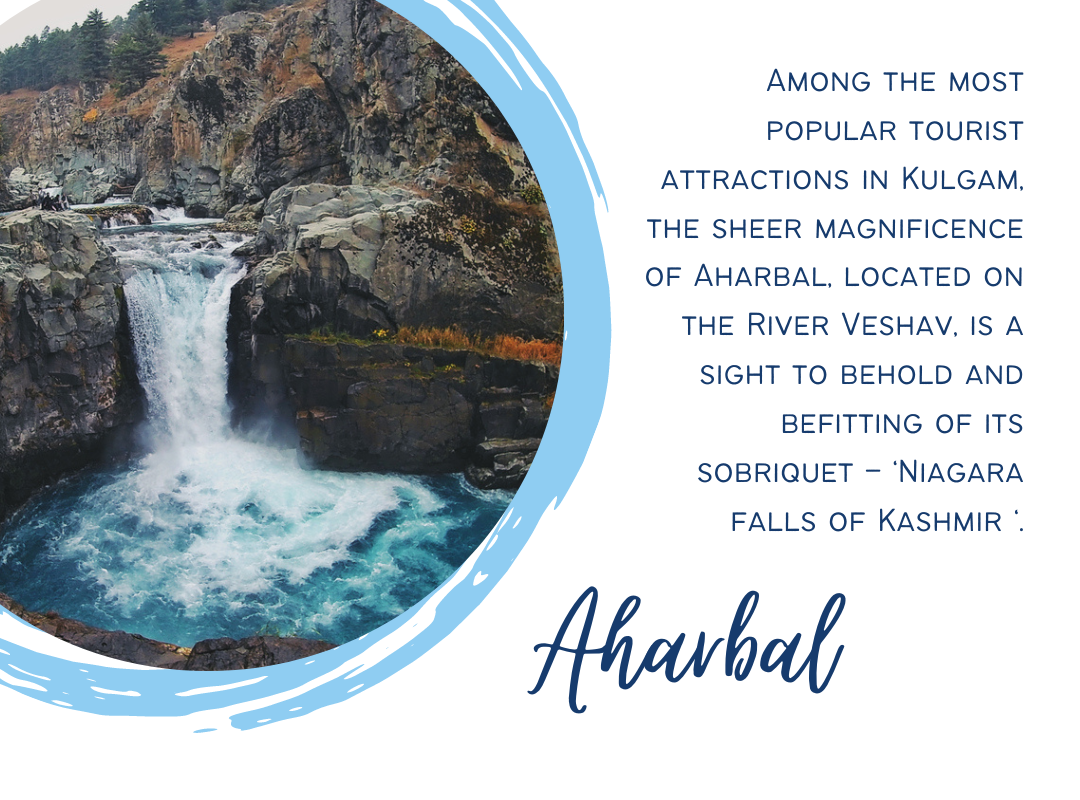 Among the most
popular tourist
attractions in Kulgam,
the sheer magnificence
of Aharbal, located on
the River Veshav, is a
sight to behold and
befitting of its
sobriquet – ‘Niagara
falls of Kashmir ‘.
Aharbal